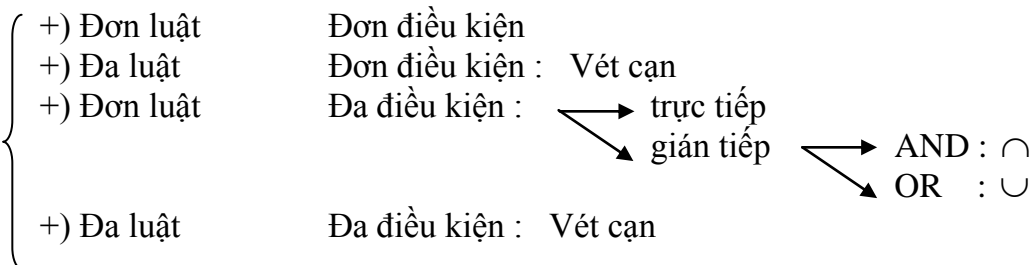 +) Đơn luật Đơn điều kiện
+) Đa luật Đơn điều kiện : Vét cạn
+) Đơn luật Đa điều kiện : trực tiếp
gián tiếp AND : ∩
OR : ∪
+) Đa luật Đa điều kiện : Vét cạn